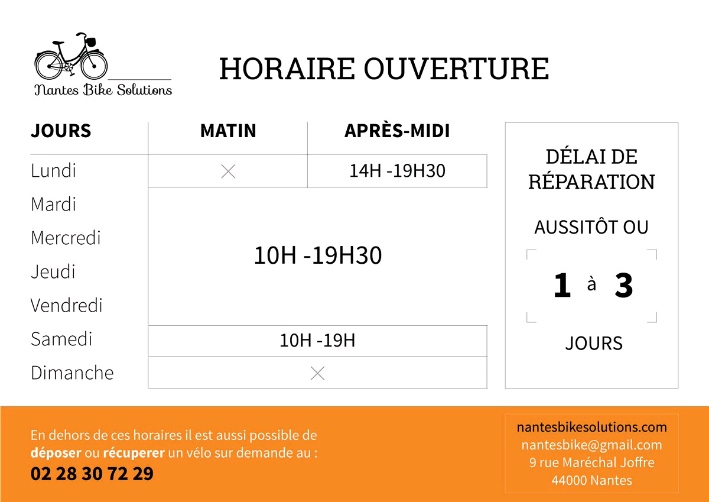 Nantes Bike Solutions
HORAIRE OUVERTURE
JOURS MATIN APRÈS-MIDI
Lundi 14H -19H30
Mardi
Mercredi
Jeudi
Vendredi
10H -19H30
Samedi 10H -19H
Dimanche
DÉLAI DE
RÉPARATION
AUSSITÔT OU
1 à 3
JOURS
En dehors de ces horaires il est aussi possible de
déposer ou récuperer un vélo sur demande au :
02 28 30 72 29
nantesbikesolutions.com
nantesbike@gmail.com
9 rue Maréchal Joffre
44000 Nantes